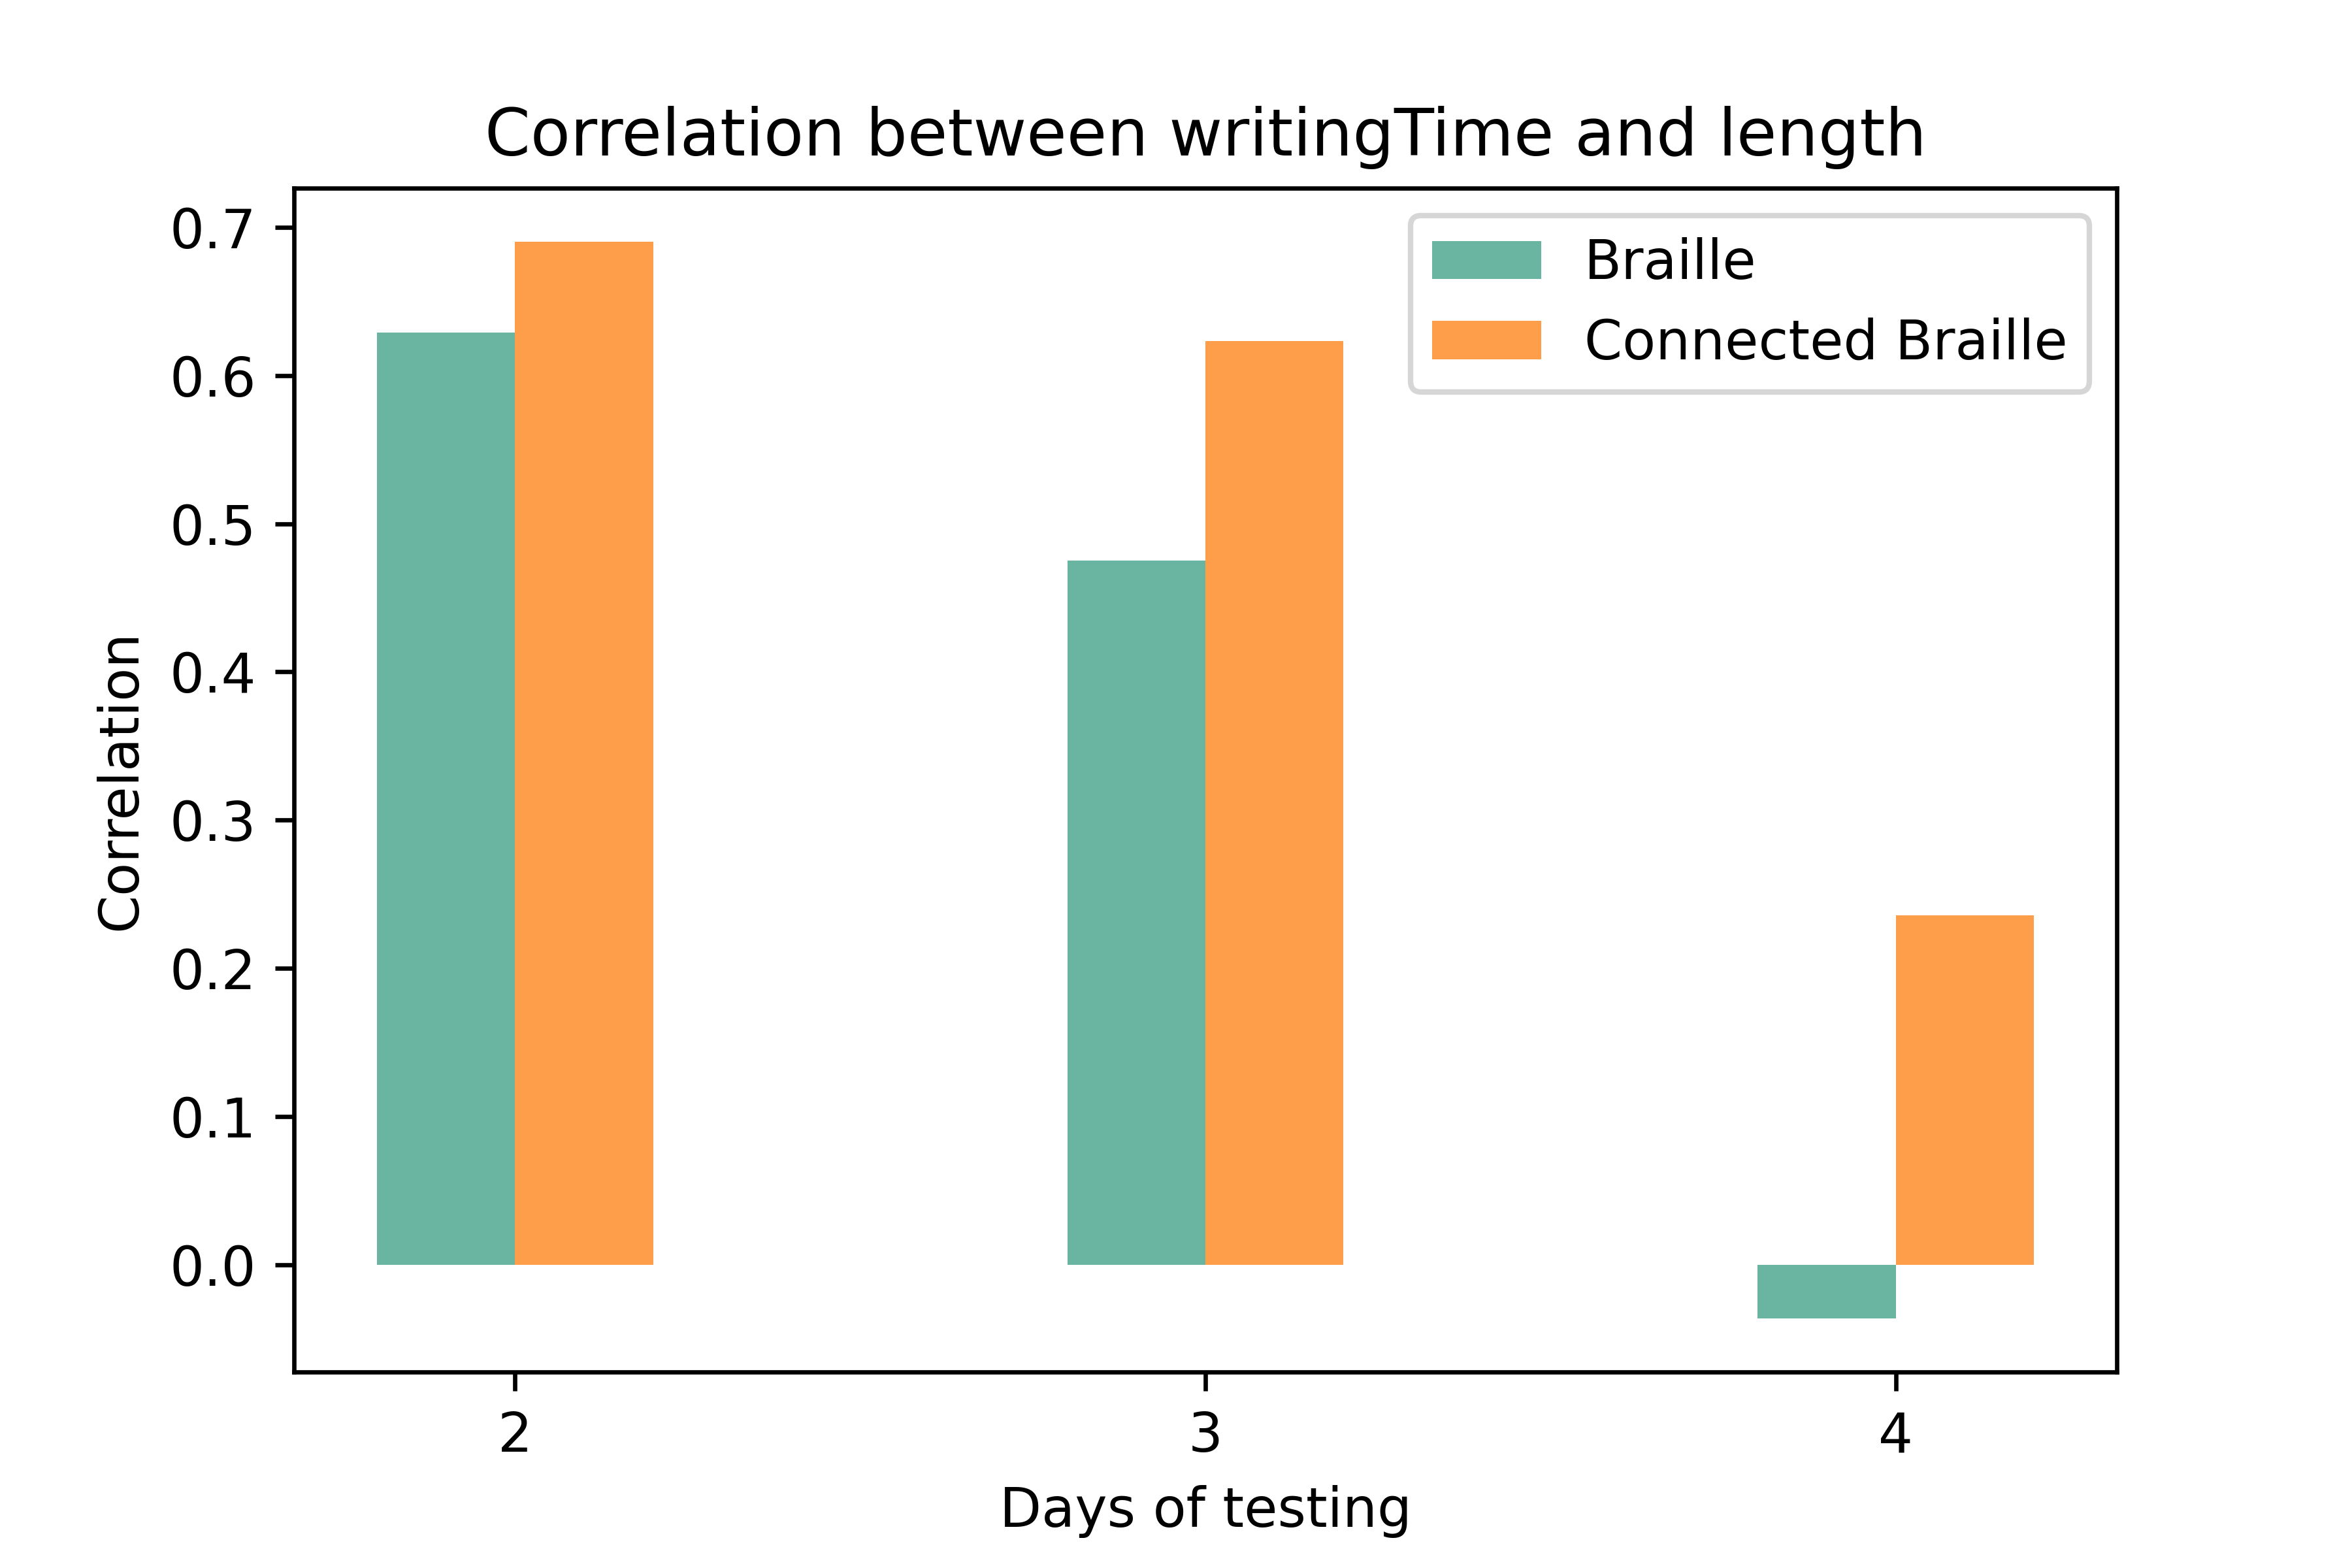 Correlation between writingTime and length
Braille
Connected Braille
Correlation
0.7
0.6
0.5
0.4
0.3
0.2
0.1
0.0
2 3 4
Days of testing